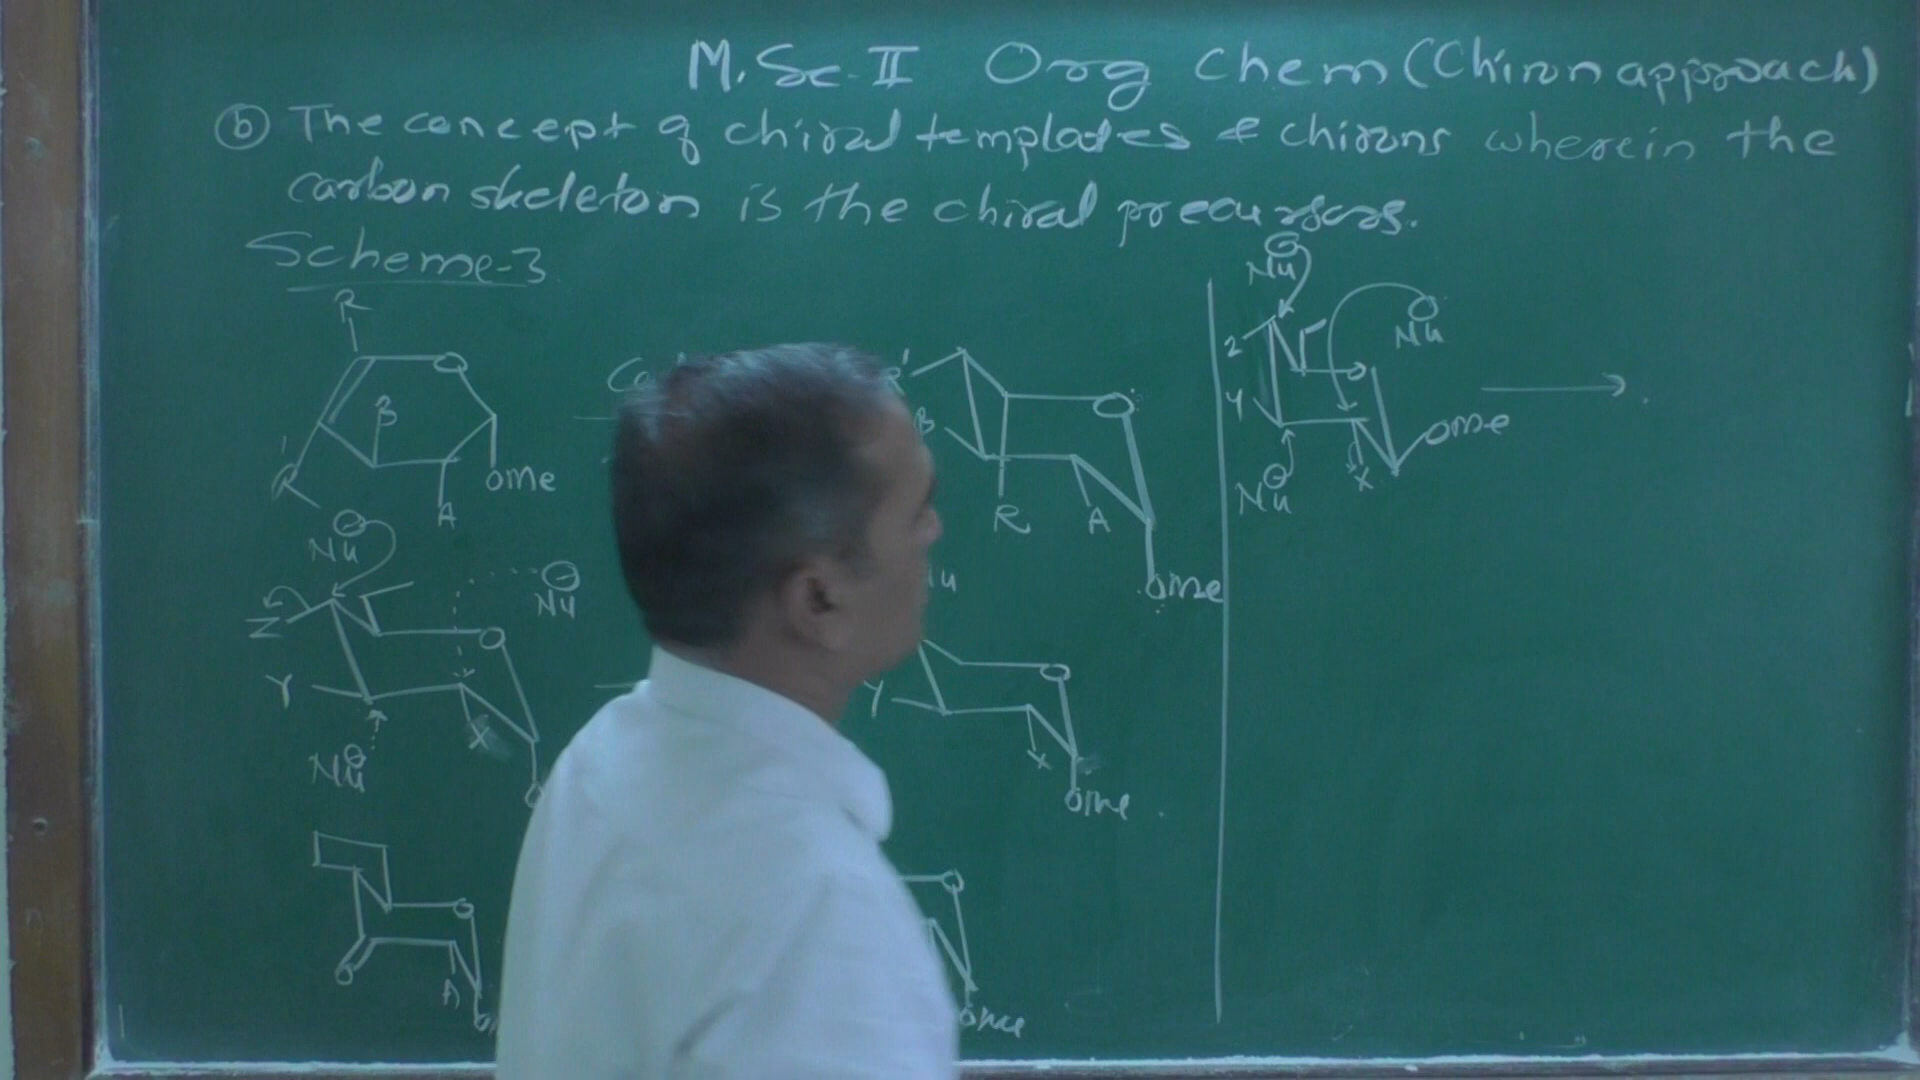 M.Sc-II Org Chem (Chiron approach)
(b) The concept of chiral templates & chirons wherein the
carbon skeleton is the chiral precursors.
Scheme-3
R
O
B
R'
OMe
A
O
B
R
A
OMe
Nu
Nu
Z
Y
OMe
X
Nu
Nu
Z
O
Nu
Y
X
Nu
O
Y
X
OMe
O
O
A
O
OMe